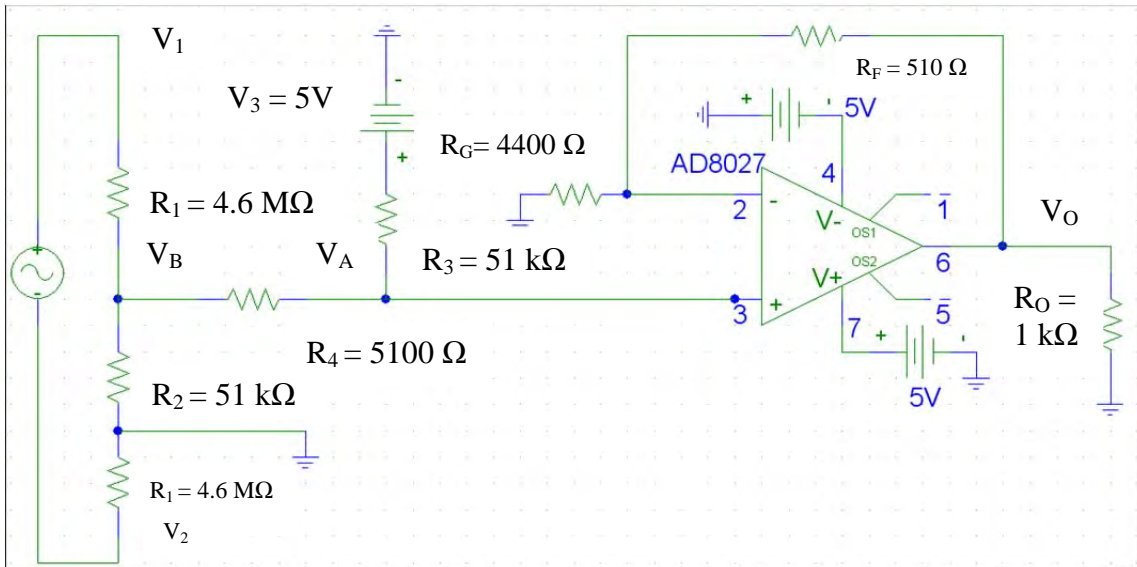 V1
V3 = 5V
-
+
RF = 510 Ω
+
-
5V
RG= 4400 Ω
AD8027
4
R1 = 4.6 MΩ
2
-
V-
OS1
1
VO
VB
VA
R3 = 51 kΩ
6
+
-
OS2
V+
3
+
5
7
RO =
1 kΩ
R4 = 5100 Ω
+
-
5V
R2 = 51 kΩ
R1 = 4.6 MΩ
V2